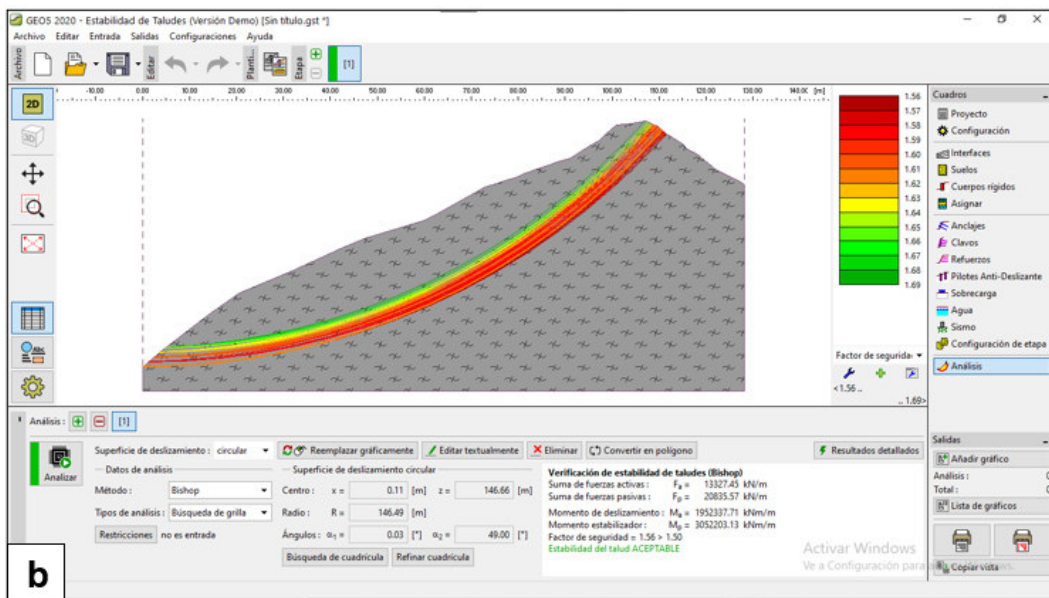 GEO5 2020 - Estabilidad de Taludes (Versión Demo) [Sin título.gst *]
Archivo Editar Entrada Salidas Configuraciones Ayuda
Archivo
Editar
Planti...
Etapa
[1]
2D
3D
-10.00 0.00 10.00 20.00 30.00 40.00 50.00 60.00 70.00 80.00 90.00 100.00 110.00 120.00 130.00 140.0( [m]
1.56
1.57
1.58
1.59
1.60
1.61
1.62
1.63
1.64
1.65
1.66
1.67
1.68
1.69
Factor de segurida:
<1.56 ..
.. 1.69>
Cuadros
Proyecto
Configuración
Interfaces
Suelos
Cuerpos rígidos
Asignar
Anclajes
Clavos
Refuerzos
Pilotes Anti-Deslizante
Sobrecarga
Agua
Sismo
Configuración de etapa
Análisis
Abc
Análisis : [1]
Analizar
Superficie de deslizamiento : circular
Reemplazar gráficamente
Editar textualmente
Eliminar
Convertir en polígono
Resultados detallados
Datos de análisis
Método : Bishop
Tipos de análisis : Búsqueda de grilla
Restricciones no es entrada
Superficie de deslizamiento circular
Centro : x = 0.11 [m] z = 146.66 [m]
Radio : R = 146.49 [m]
Ángulos : α1 = 0.03 [°] α2 = 49.00 [°]
Búsqueda de cuadrícula
Refinar cuadrícula
Verificación de estabilidad de taludes (Bishop)
Suma de fuerzas activas : Fa = 13327.45 kN/m
Suma de fuerzas pasivas : Fp = 20835.57 kN/m
Momento de deslizamiento : Ma = 1952337.71 kNm/m
Momento estabilizador : Mp = 3052203.13 kNm/m
Factor de seguridad = 1.56 > 1.50
Estabilidad del talud ACEPTABLE
Activar Windows
Ve a Configuración para
Salidas
Añadir gráfico
Análisis : 0
Total : 0
Lista de gráficos
Copiar vista
b